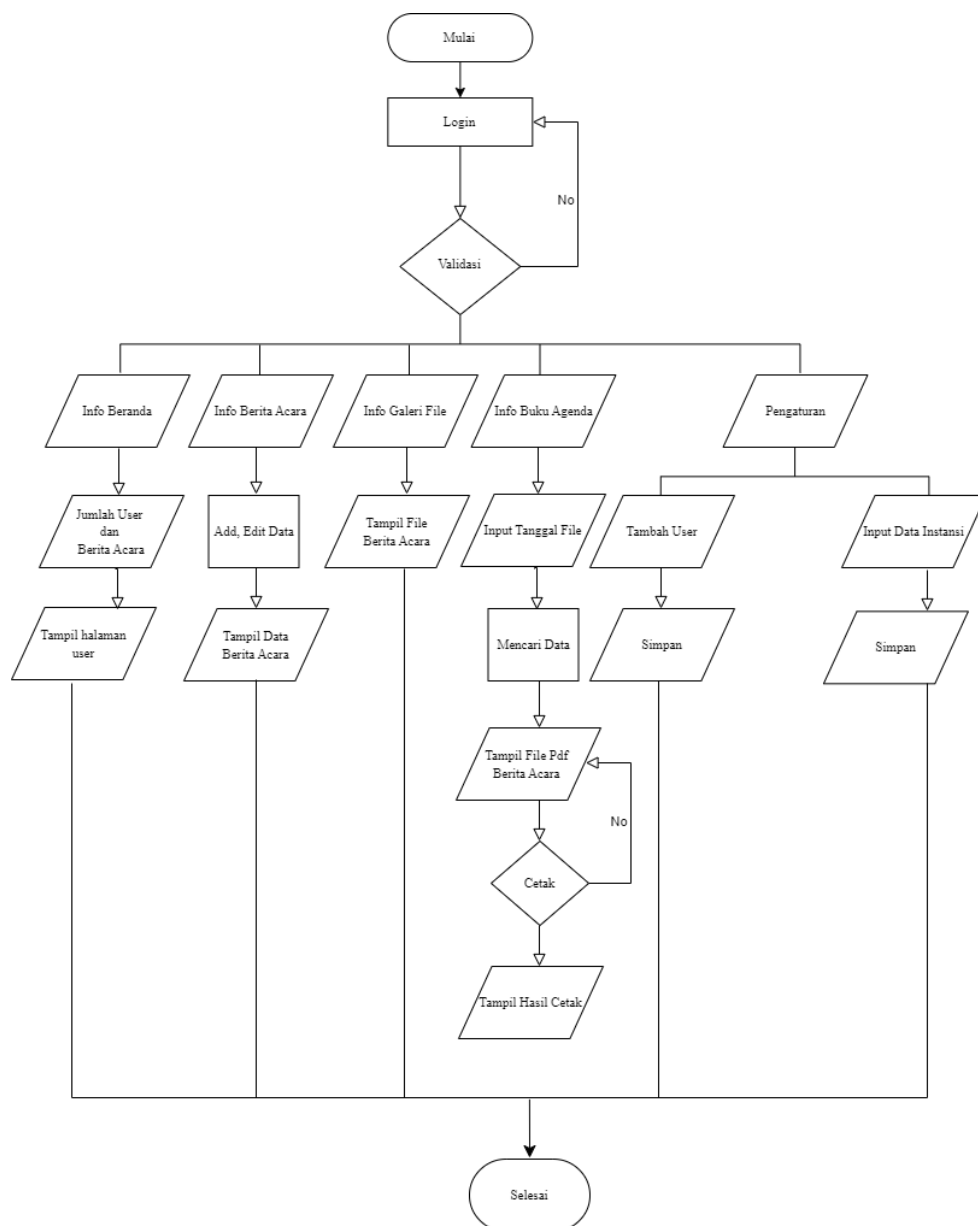 Mulai
Login
No
Validasi
Info Beranda
Info Berita Acara
Info Galeri File
Info Buku Agenda
Pengaturan
Jumlah User
dan
Berita Acara
Add, Edit Data
Tampil File
Berita Acara
Input Tanggal File
Tambah User
Input Data Instansi
Tampil halaman
user
Tampil Data
Berita Acara
Mencari Data
Simpan
Simpan
Tampil File Pdf
Berita Acara
No
Cetak
Tampil Hasil Cetak
Selesai